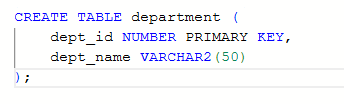 CREATE TABLE department (
    dept_id NUMBER PRIMARY KEY,
    dept_name VARCHAR2(50)
);